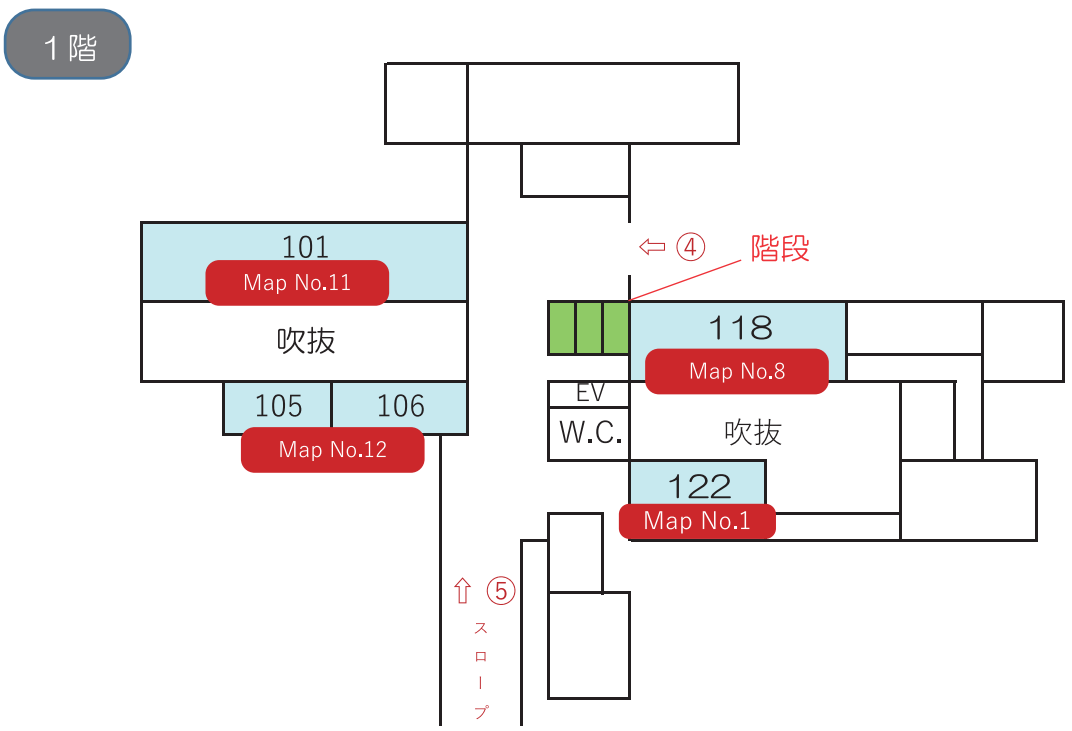 1階
101
Map No.11
← ④
階段
吹抜
118
Map No.8
105
106
Map No.12
EV
W.C.
吹抜
122
Map No.1
⇧ ⑤
スロープ